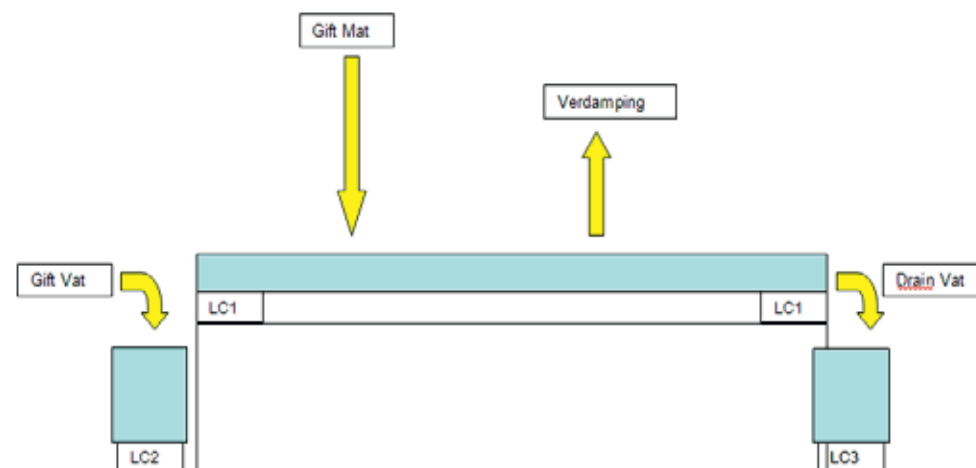 Gift Mat
Verdamping
Gift Vat
Drain Vat
LC1
LC1
LC2
LC3